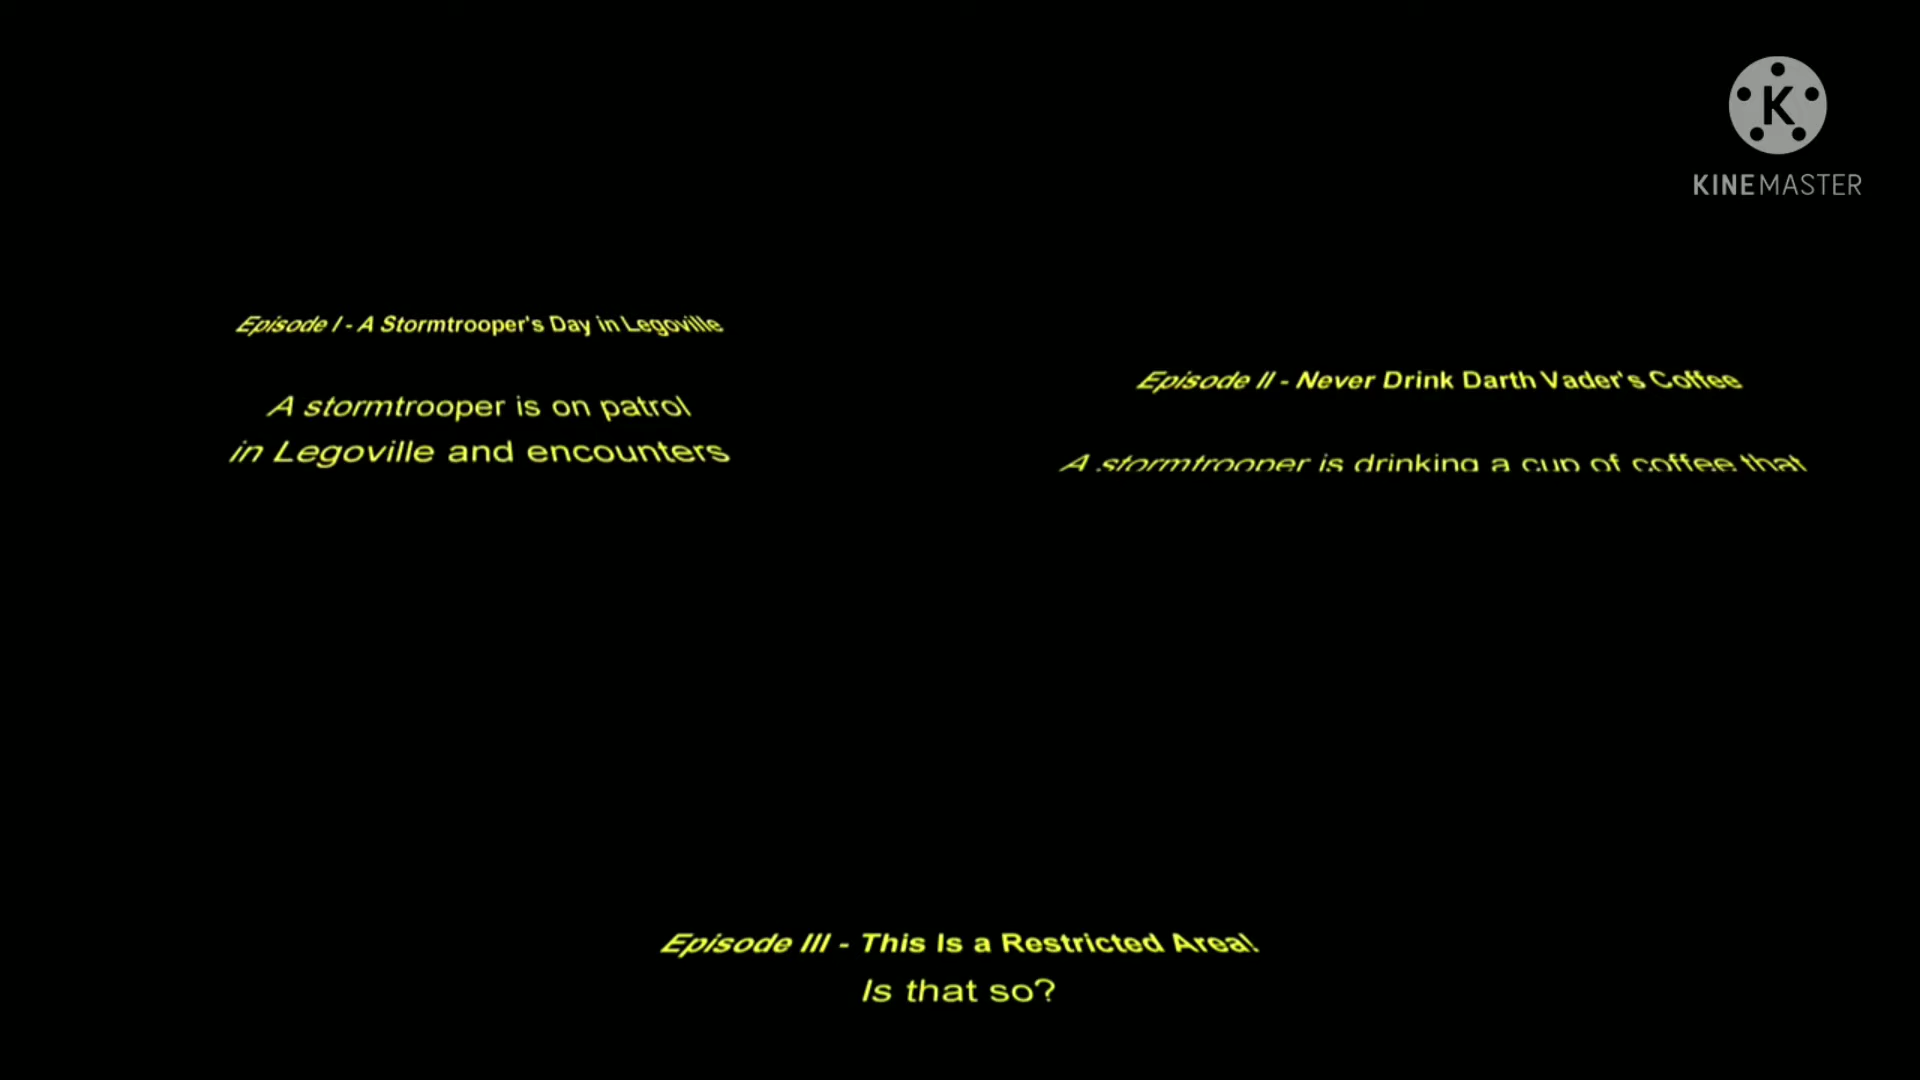 K
KINEMASTER
Episode I - A Stormtrooper's Day in Legoville
A stormtrooper is on patrol
in Legoville and encounters
Episode II - Never Drink Darth Vader's Coffee
A stormtrooper is drinking a cup of coffee that
Episode III - This Is a Restricted Area!
Is that so?